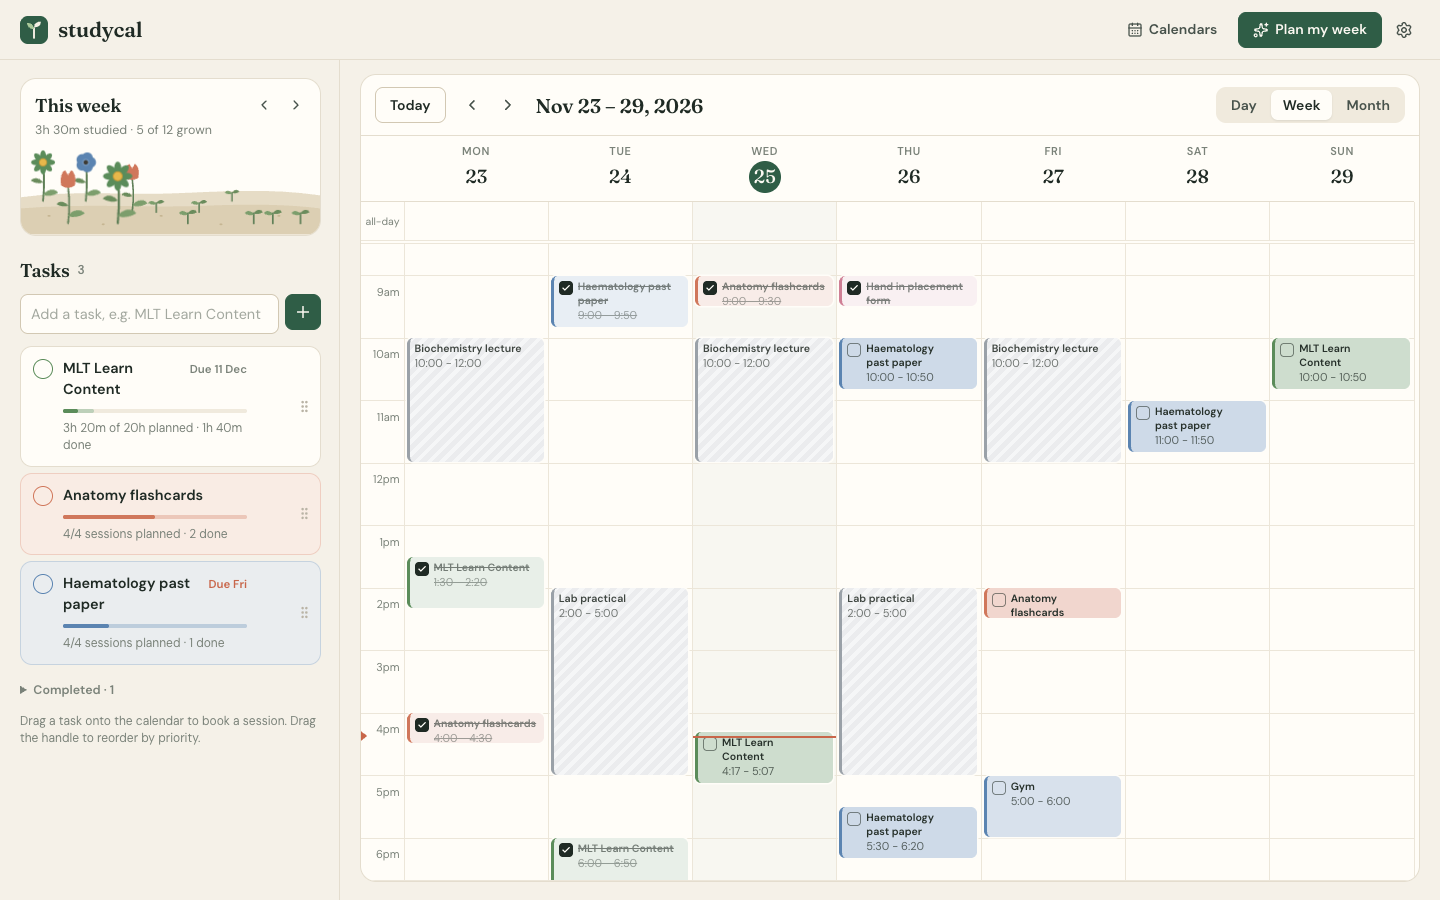 studycal
Calendars
Plan my week
This week
3h 30m studied · 5 of 12 grown
Tasks 3
Add a task, e.g. MLT Learn Content
MLT Learn
Content
Due 11 Dec
3h 20m of 20h planned · 1h 40m
done
Anatomy flashcards
4/4 sessions planned · 2 done
Haematology past
paper
Due Fri
4/4 sessions planned · 1 done
Completed · 1
Drag a task onto the calendar to book a session. Drag
the handle to reorder by priority.
Today
Nov 23 – 29, 2026
Day
Week
Month
MON
23
TUE
24
WED
25
THU
26
FRI
27
SAT
28
SUN
29
all-day
9am
10am
11am
12pm
1pm
2pm
3pm
4pm
5pm
6pm
Biochemistry lecture
10:00 - 12:00
MLT Learn Content
1:30 - 2:20
Anatomy flashcards
4:00 - 4:30
Haematology past
paper
9:00 - 9:50
Lab practical
2:00 - 5:00
MLT Learn Content
6:00 - 6:50
Anatomy flashcards
9:00 - 9:30
Biochemistry lecture
10:00 - 12:00
MLT Learn
Content
4:17 - 5:07
Hand in placement
form
Haematology
past paper
10:00 - 10:50
Lab practical
2:00 - 5:00
Haematology
past paper
5:30 - 6:20
Biochemistry lecture
10:00 - 12:00
Anatomy
flashcards
Gym
5:00 - 6:00
Haematology
past paper
11:00 - 11:50
MLT Learn
Content
10:00 - 10:50